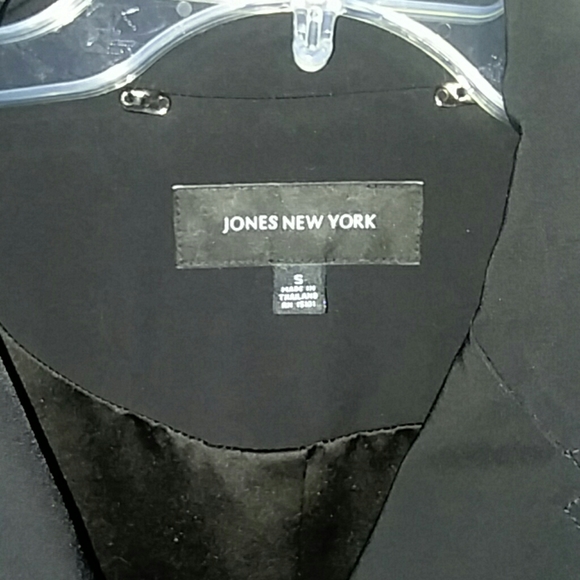 JONES NEW YORK
S
MADE IN
THAILAND